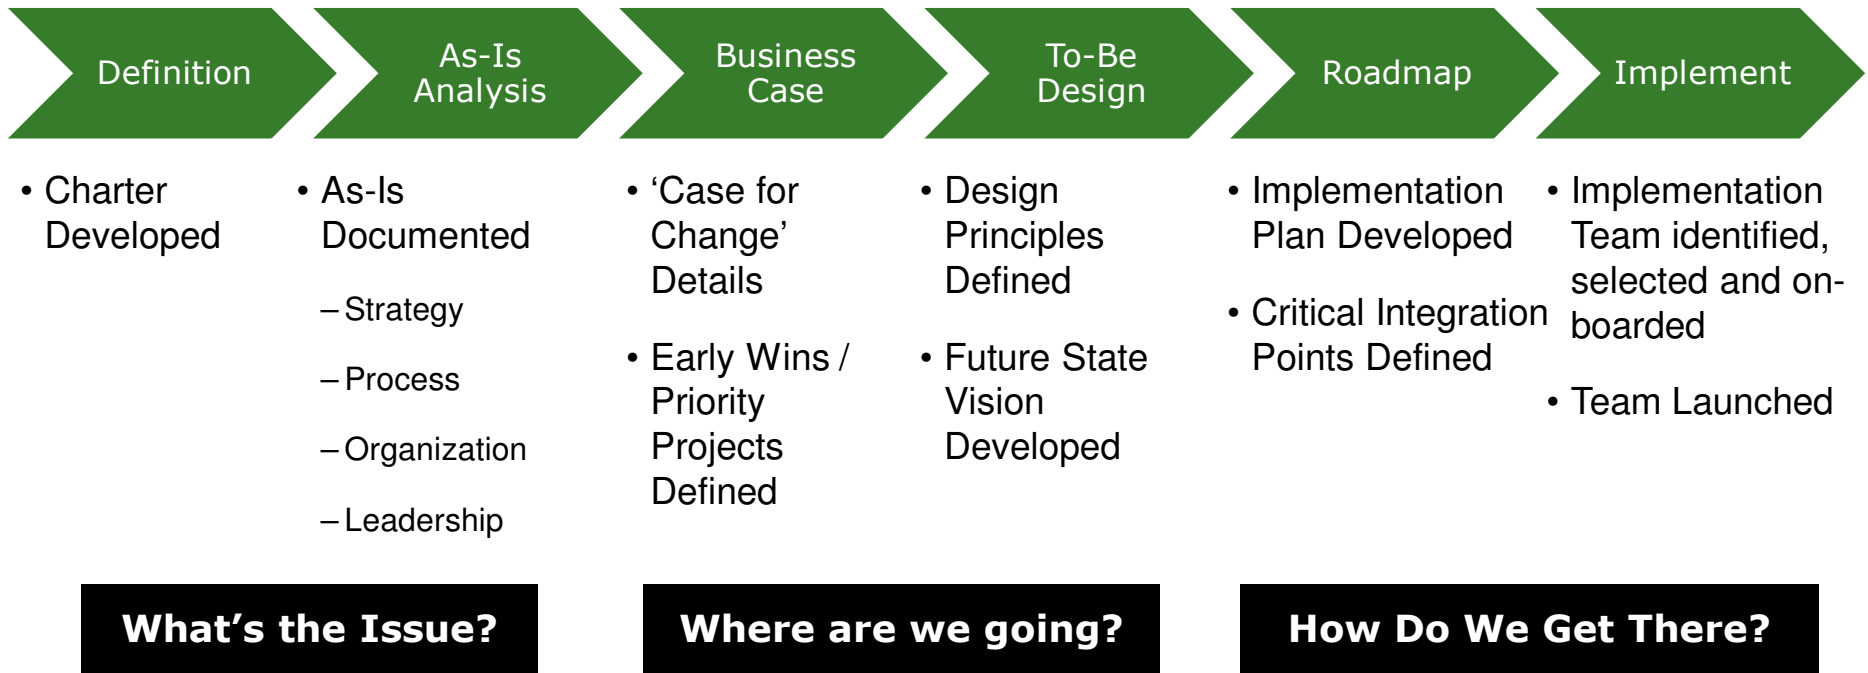 Definition
As-Is
Analysis
Business
Case
To-Be
Design
Roadmap
Implement
• Charter
Developed
• As-Is
Documented
– Strategy
– Process
– Organization
– Leadership
• ‘Case for
Change’
Details
• Early Wins /
Priority
Projects
Defined
• Design
Principles
Defined
• Future State
Vision
Developed
• Implementation
Plan Developed
• Critical Integration
Points Defined
• Implementation
Team identified,
selected and on-
boarded
• Team Launched
What’s the Issue?
Where are we going?
How Do We Get There?